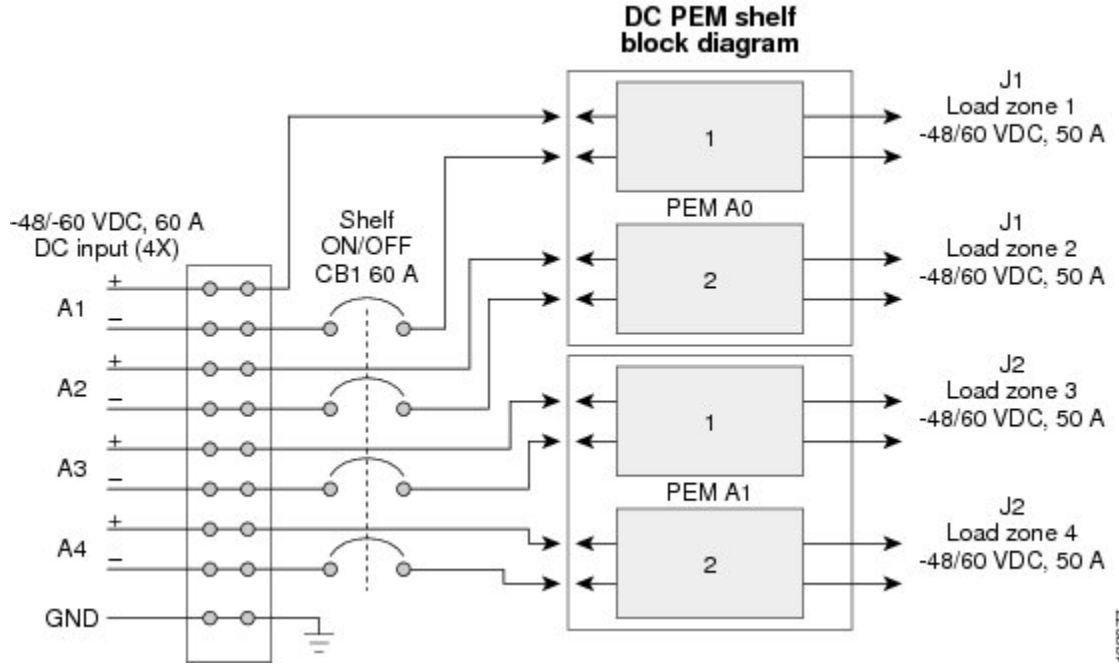 DC PEM shelf
block diagram
J1
Load zone 1
-48/60 VDC, 50 A
1
PEM A0
-48/-60 VDC, 60 A
DC input (4X)
Shelf
ON/OFF
CB1 60 A
J1
Load zone 2
-48/60 VDC, 50 A
2
+
A1
–
+
A2
–
J2
Load zone 3
-48/60 VDC, 50 A
1
+
A3
–
PEM A1
+
A4
–
J2
Load zone 4
-48/60 VDC, 50 A
2
GND